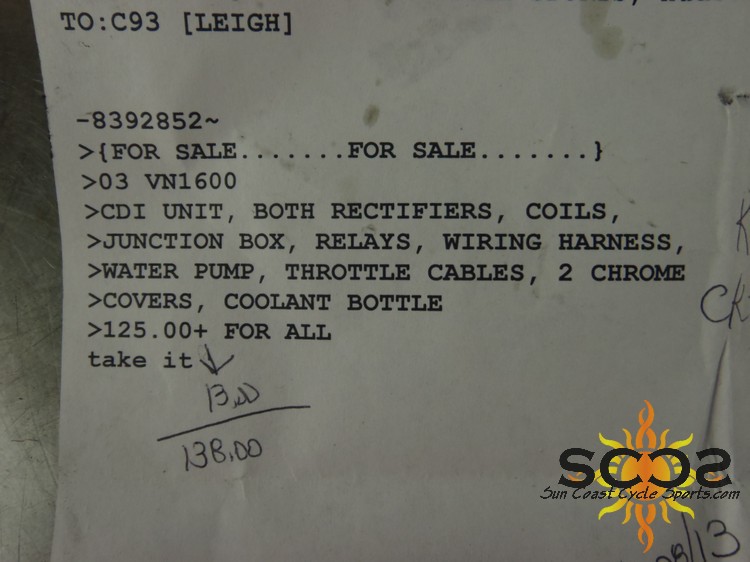 TO:C93 [LEIGH]
-8392852~
>{FOR SALE........FOR SALE.......}
>03 VN1600
>CDI UNIT, BOTH RECTIFIERS, COILS,
>JUNCTION BOX, RELAYS, WIRING HARNESS,
>WATER PUMP, THROTTLE CABLES, 2 CHROME
>COVERS, COOLANT BOTTLE
>125.00+ FOR ALL
take it
13.00
138.00
SCCS
Sun Coast Cycle Sports.com
/13